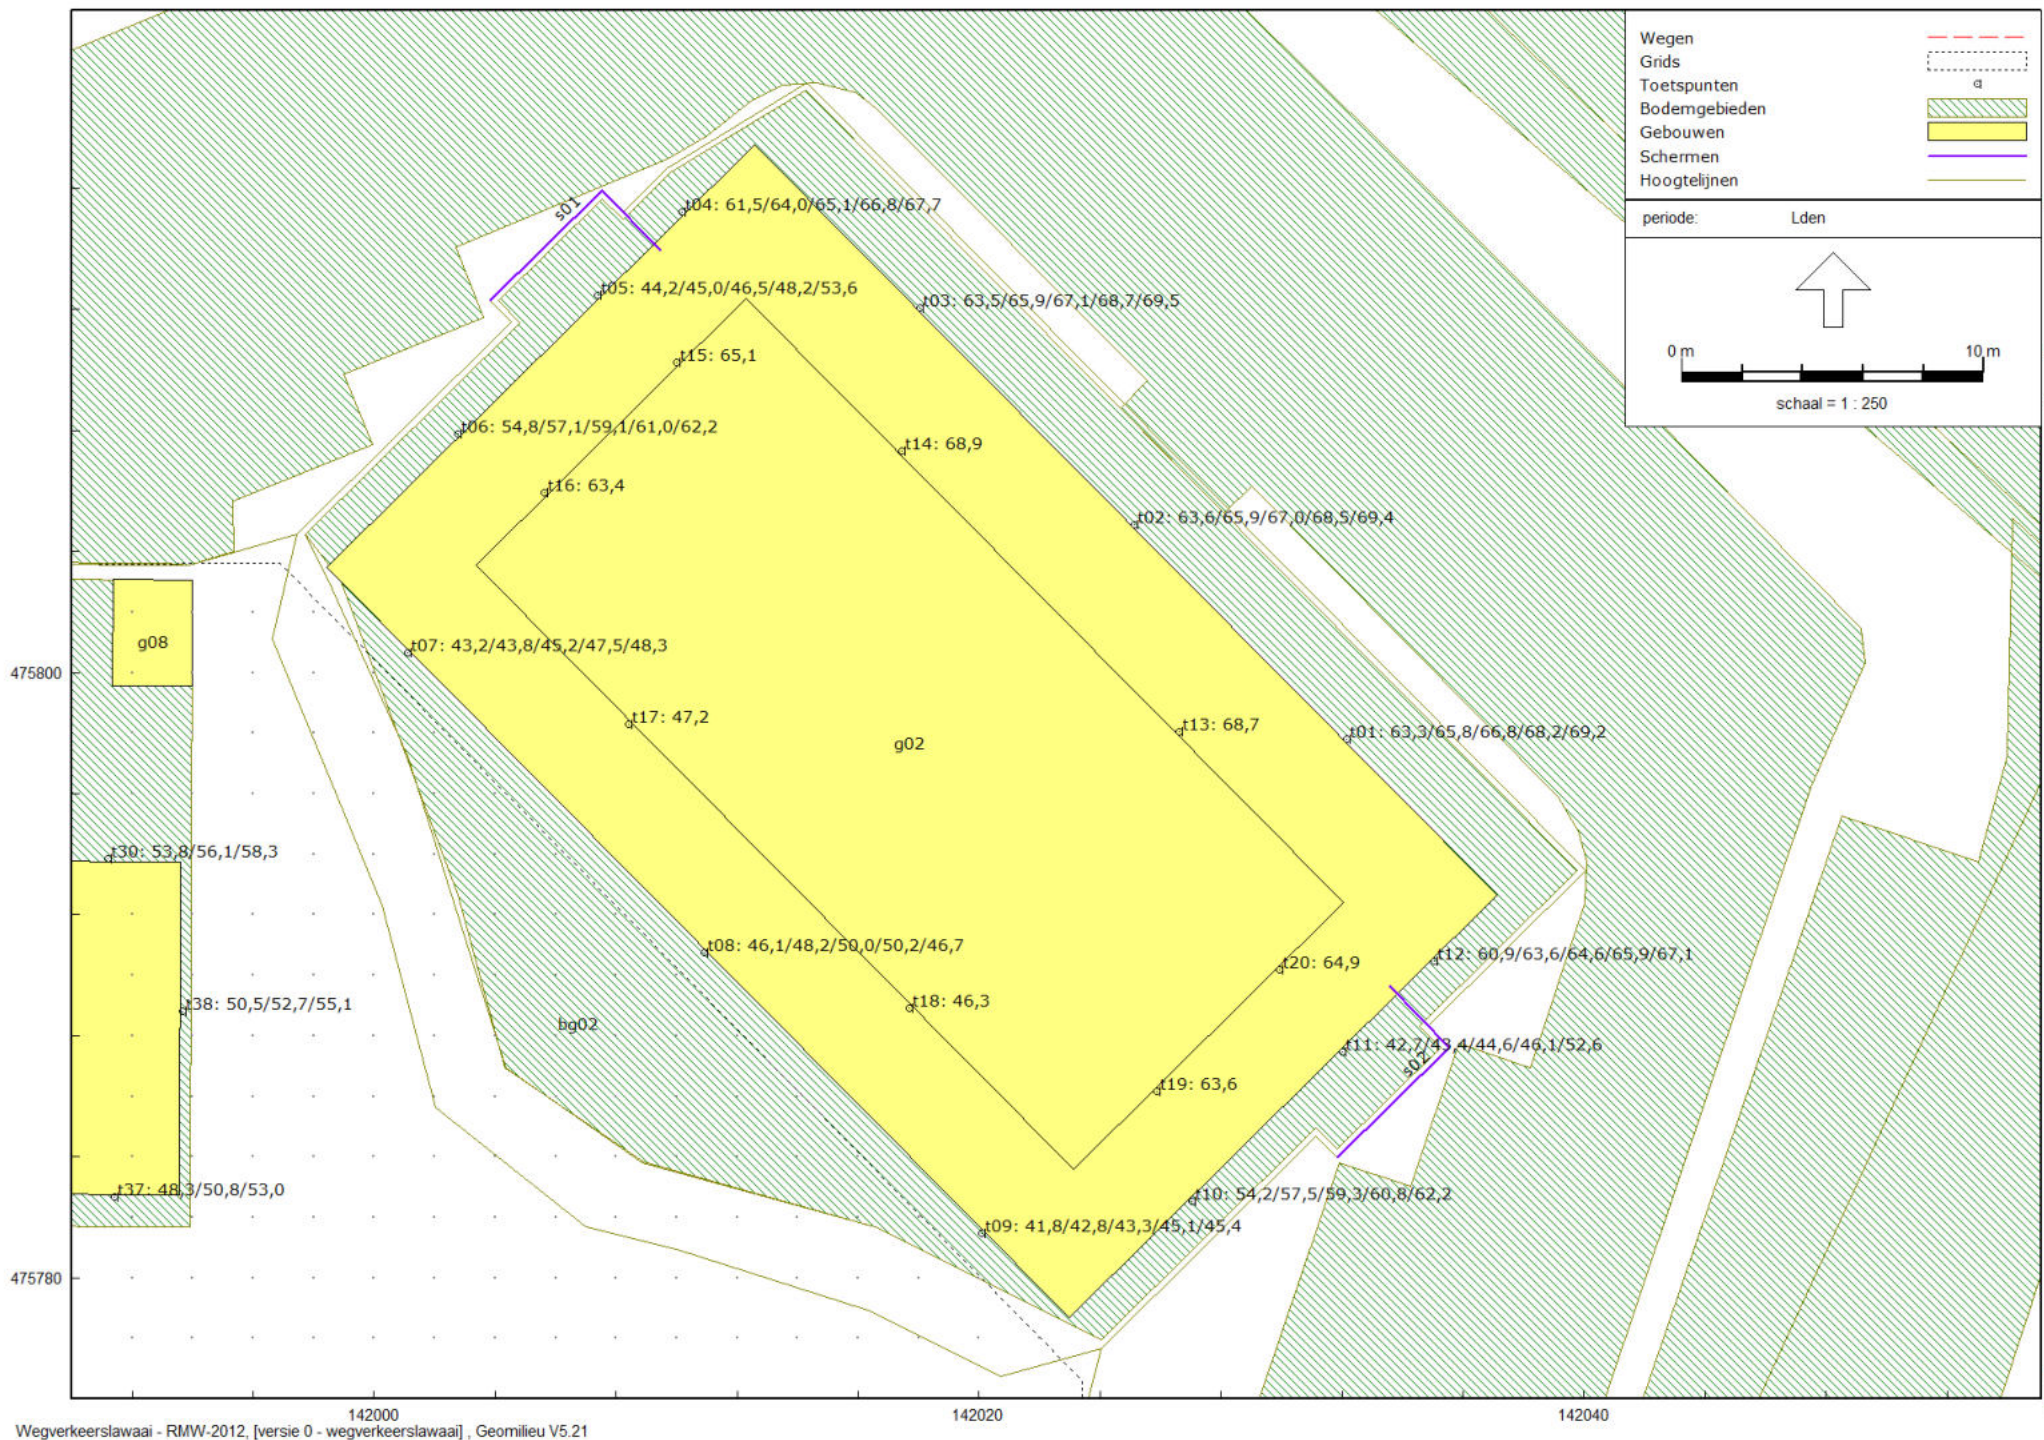 Wegen
Grids
Toetspunten
Bodemgebieden
Gebouwen
Schermen
Hoogtelijnen
periode: Lden
0 m 10 m
schaal = 1 : 250
s01
t04: 61,5/64,0/65,1/66,8/67,7
t05: 44,2/45,0/46,5/48,2/53,6
t03: 63,5/65,9/67,1/68,7/69,5
t15: 65,1
t06: 54,8/57,1/59,1/61,0/62,2
t14: 68,9
t16: 63,4
t02: 63,6/65,9/67,0/68,5/69,4
g08
t07: 43,2/43,8/45,2/47,5/48,3
475800
t17: 47,2
t13: 68,7
t01: 63,3/65,8/66,8/68,2/69,2
g02
t30: 53,8/56,1/58,3
t08: 46,1/48,2/50,0/50,2/46,7
t12: 60,9/63,6/64,6/65,9/67,1
t20: 64,9
t38: 50,5/52,7/55,1
t18: 46,3
bg02
t11: 42,7/43,4/44,6/46,1/52,6
s02
t19: 63,6
t37: 48,3/50,8/53,0
t10: 54,2/57,5/59,3/60,8/62,2
t09: 41,8/42,8/43,3/45,1/45,4
475780
142000 142020 142040
Wegverkeerslawaai - RMW-2012, [versie 0 - wegverkeerslawaai] , Geomilieu V5.21